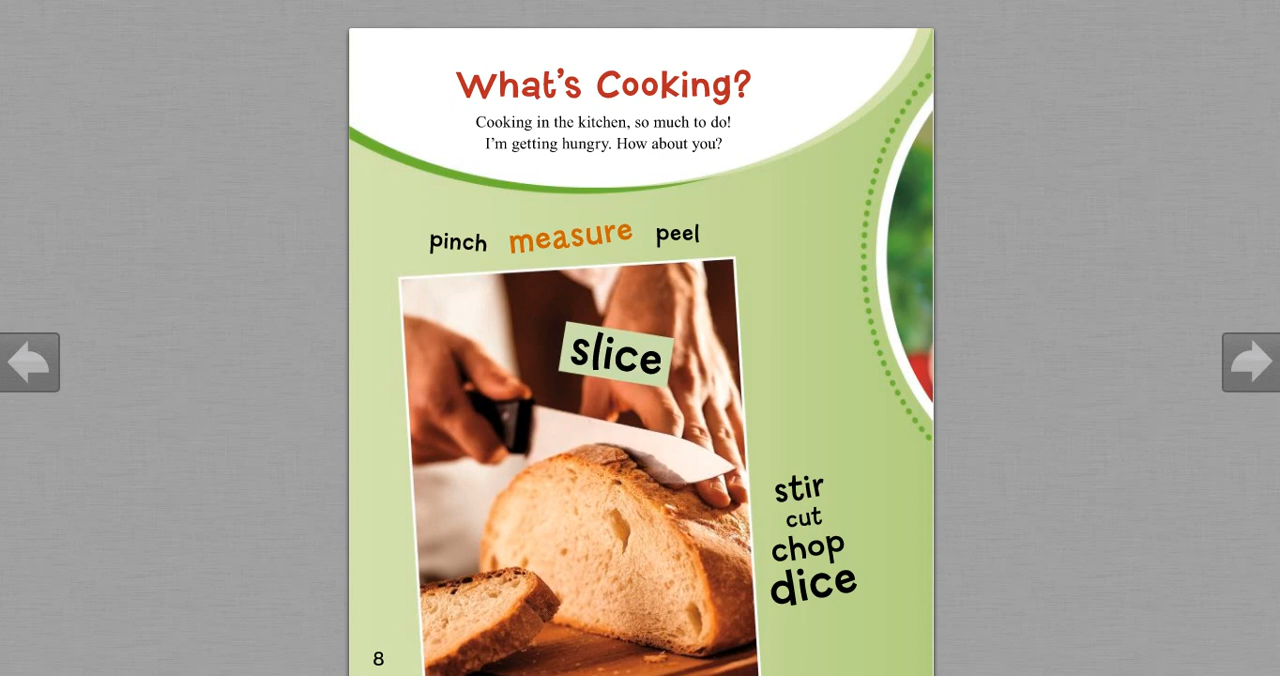 What's Cooking?
Cooking in the kitchen, so much to do!
I'm getting hungry. How about you?
pinch measure peel
slice
stir
cut
chop
dice
8